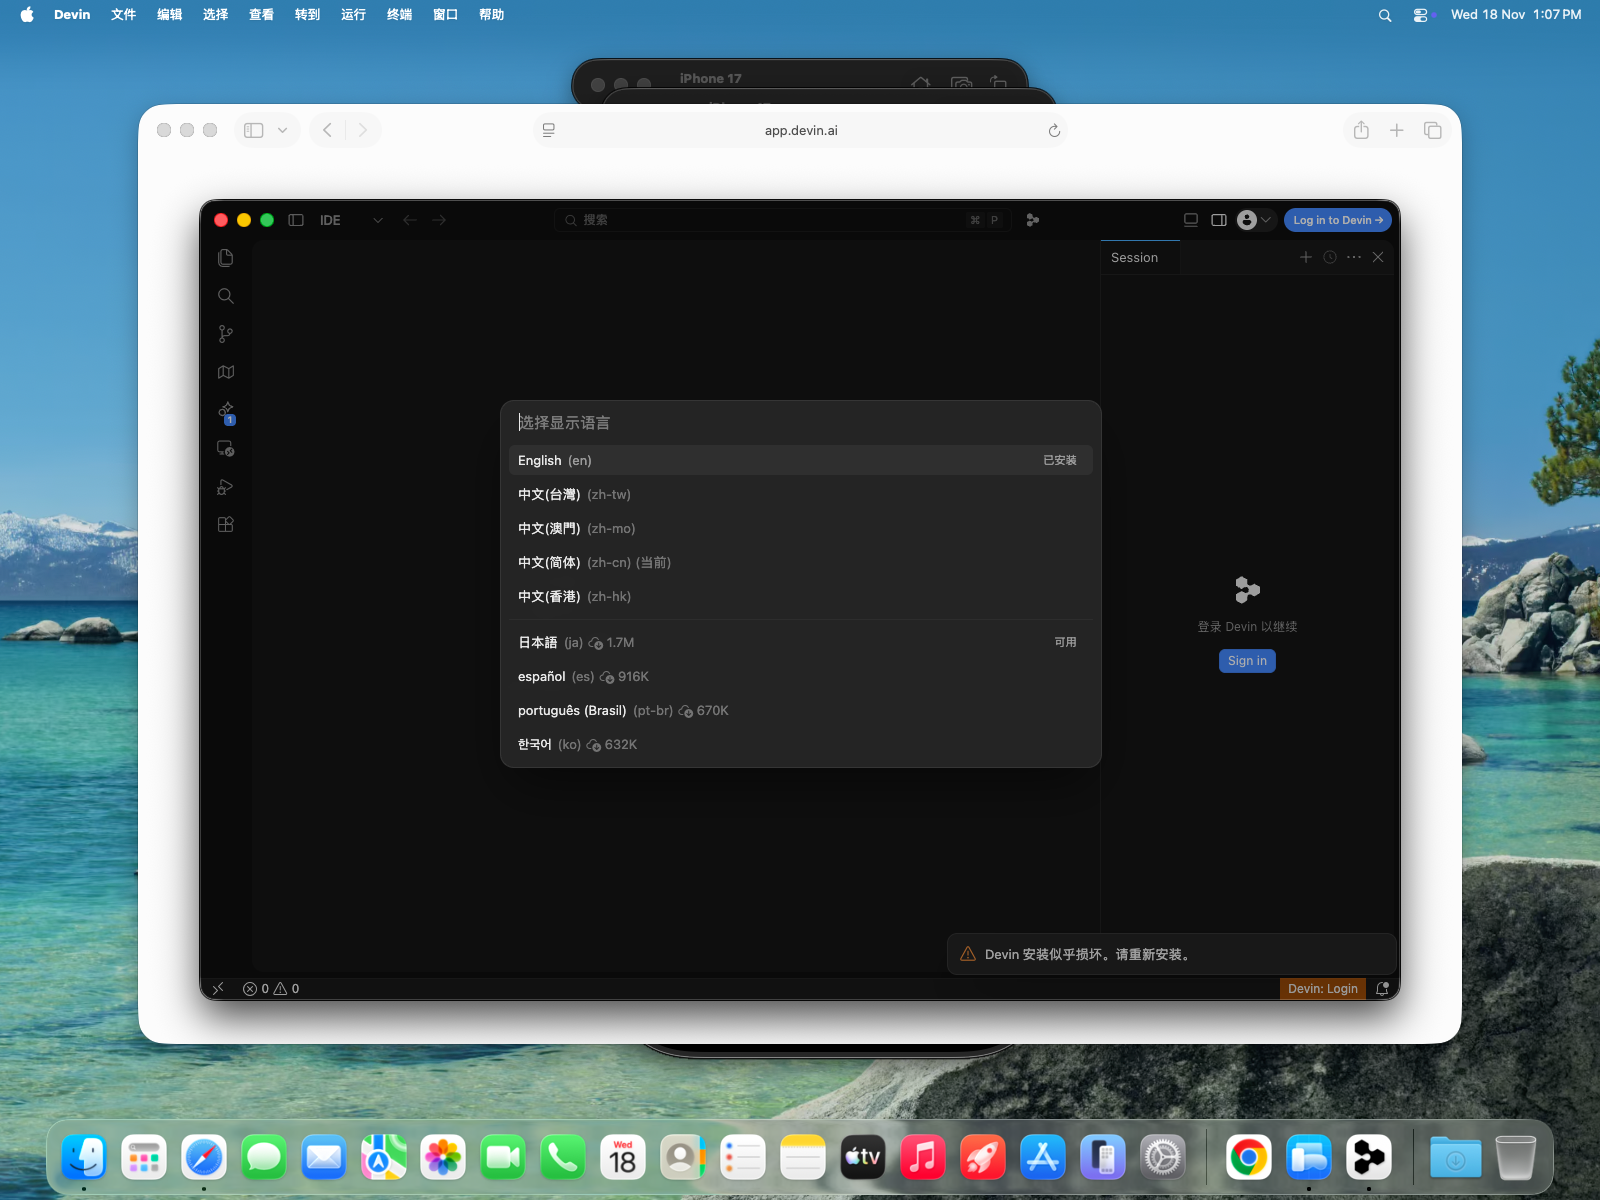 Devin 文件 编辑 选择 查看 转到 运行 终端 窗口 帮助
Wed 18 Nov 1:07 PM
iPhone 17
app.devin.ai
IDE
搜索
⌘ P
Log in to Devin →
Session
1
选择显示语言
English (en)
已安装
中文(台灣) (zh-tw)
中文(澳門) (zh-mo)
中文(简体) (zh-cn) (当前)
中文(香港) (zh-hk)
日本語 (ja) 1.7M
可用
español (es) 916K
português (Brasil) (pt-br) 670K
한국어 (ko) 632K
登录 Devin 以继续
Sign in
Devin 安装似乎损坏。请重新安装。
0 0
Devin: Login
Wed
18
tv